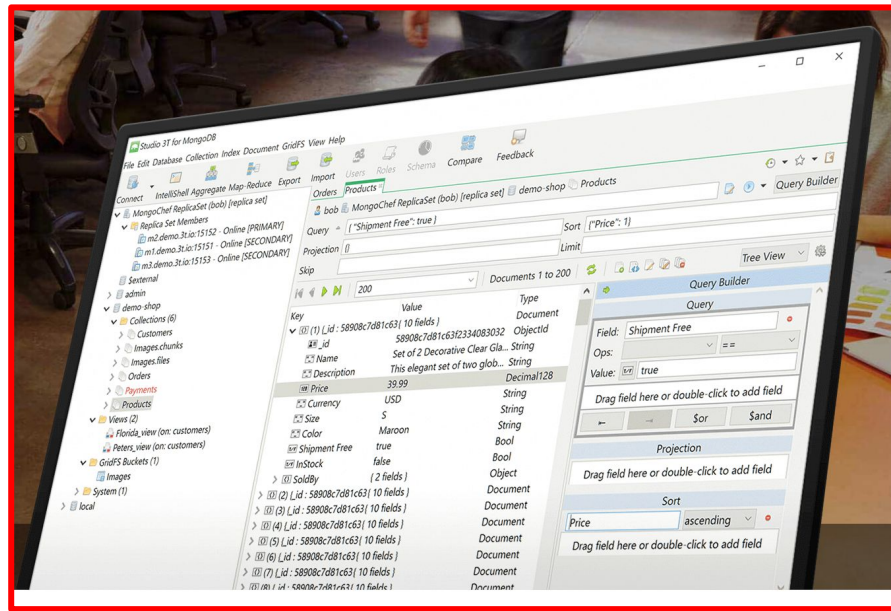 Studio 3T for MongoDB
File Edit Database Collection Index Document GridFS View Help
Connect IntelliShell Aggregate Map-Reduce Export Import Users Roles Schema Compare Feedback
MongoChef ReplicaSet (bob) [replica set]
Replica Set Members
m2.demo.3t.io:15152 - Online [PRIMARY]
m1.demo.3t.io:15151 - Online [SECONDARY]
m3.demo.3t.io:15153 - Online [SECONDARY]
$external
admin
demo-shop
Collections (6)
Customers
Images.chunks
Images.files
Orders
Payments
Products
Views (2)
Florida_view (on: customers)
Peters_view (on: customers)
GridFS Buckets (1)
Images
System (1)
local
Orders Products
bob MongoChef ReplicaSet (bob) [replica set] demo-shop Products
Query Builder
Query { "Shipment Free": true } Sort {"Price": 1}
Projection {} Limit
Skip
200 Documents 1 to 200 Tree View
Key Value Type
(1) {_id : 58908c7d81c63f { 10 fields } Document
_id 58908c7d81c63f2334083032 ObjectId
Name Set of 2 Decorative Clear Gla... String
Description This elegant set of two glob... String
Price 39.99 Decimal128
Currency USD String
Size S String
Color Maroon String
Shipment Free true Bool
InStock false Bool
SoldBy { 2 fields } Object
(2) {_id : 58908c7d81c63f { 10 fields } Document
(3) {_id : 58908c7d81c63f { 10 fields } Document
(4) {_id : 58908c7d81c63f { 10 fields } Document
(5) {_id : 58908c7d81c63f { 10 fields } Document
(6) {_id : 58908c7d81c63f { 10 fields } Document
(7) {_id : 58908c7d81c63f { 10 fields } Document
(8) {_id : 58908c7d81c63f { 10 fields } Document
Query Builder
Query
Field: Shipment Free
Ops: ==
Value: true
Drag field here or double-click to add field
$or $and
Projection
Drag field here or double-click to add field
Sort
Price ascending
Drag field here or double-click to add field